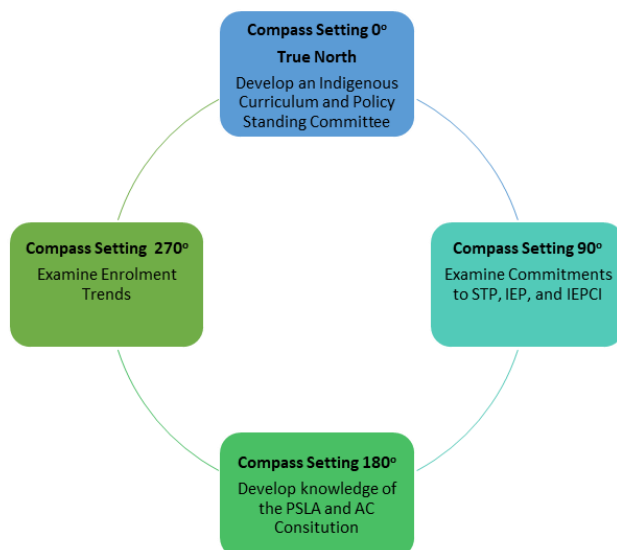 Compass Setting 0º
True North
Develop an Indigenous
Curriculum and Policy
Standing Committee
Compass Setting 270º
Examine Enrolment
Trends
Compass Setting 90º
Examine Commitments
to STP, IEP, and IEPCI
Compass Setting 180º
Develop knowledge of
the PSLA and AC
Consitution